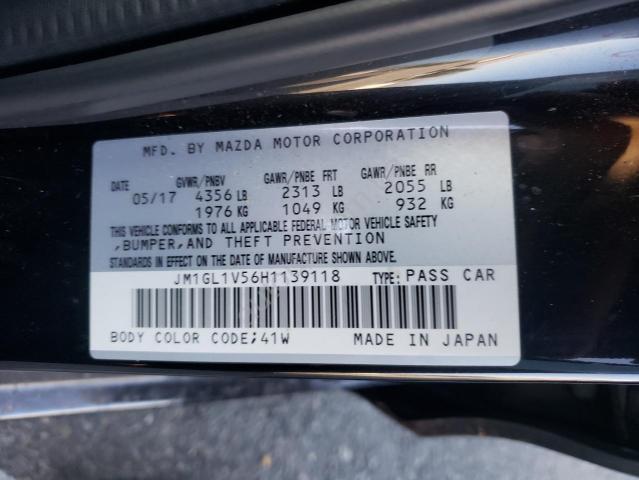 MFD. BY MAZDA MOTOR CORPORATION
DATE GVWR/PNBV GAWR/PNBE FRT GAWR/PNBE RR
05/17 4356 LB 2313 LB 2055 LB
1976 KG 1049 KG 932 KG
THIS VEHICLE CONFORMS TO ALL APPLICABLE FEDERAL MOTOR VEHICLE SAFETY
,BUMPER,AND THEFT PREVENTION
STANDARDS IN EFFECT ON THE DATE OF MANUFACTURE SHOWN ABOVE.
JM1GL1V56H1139118 TYPE: PASS CAR
BODY COLOR CODE;41W MADE IN JAPAN